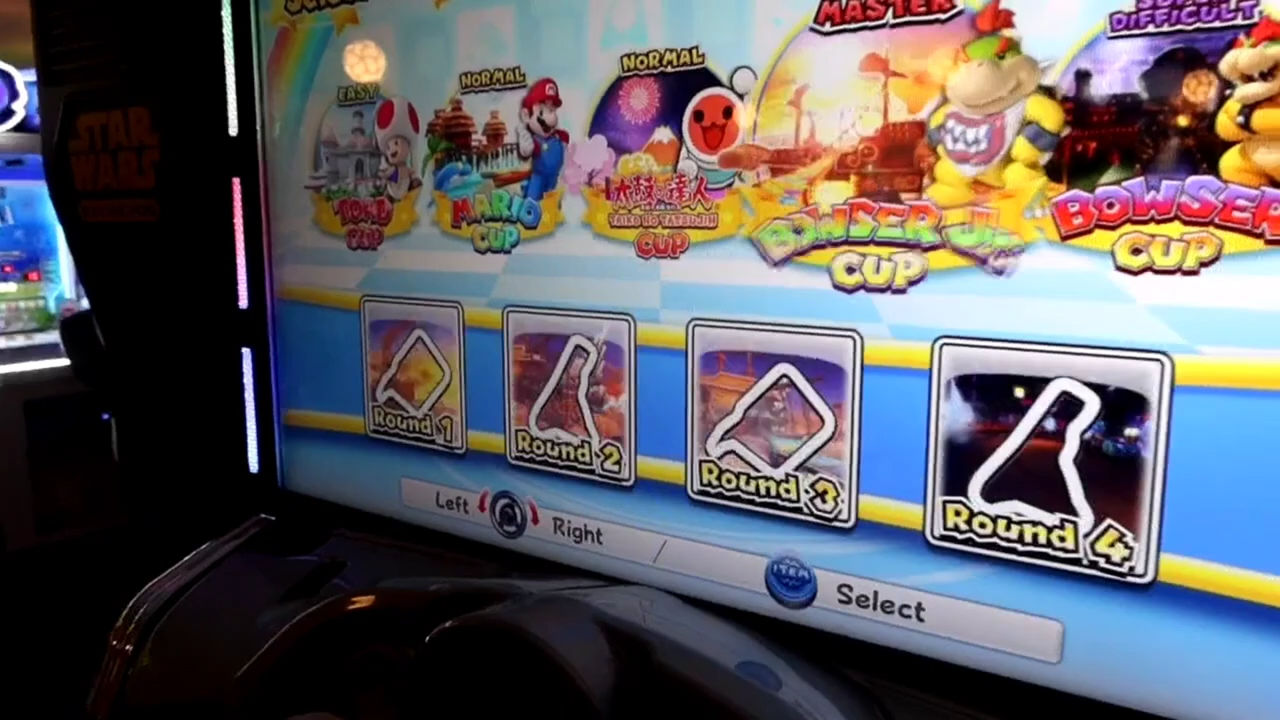 MASTER
DIFFICULT
EASY
NORMAL
NORMAL
STAR
WARS
TOAD
CUP
MARIO
CUP
太鼓の達人
TAIKO NO TATSUJIN
CUP
BOWSER JR.
CUP
BOWSER
CUP
Round 1
Round 2
Round 3
Round 4
Left
Right
/
ITEM
Select